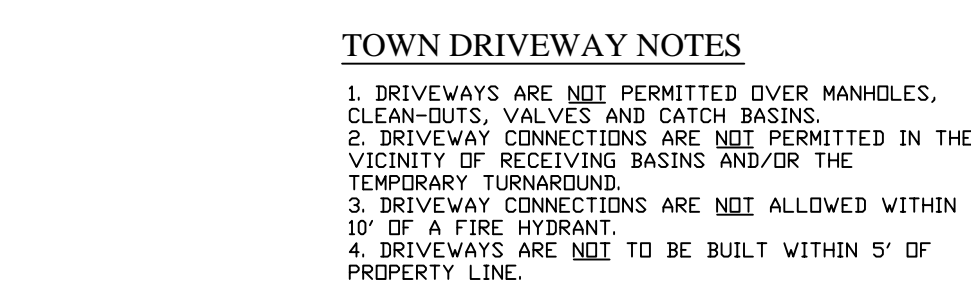 TOWN DRIVEWAY NOTES
1. DRIVEWAYS ARE NOT PERMITTED OVER MANHOLES,
CLEAN-OUTS, VALVES AND CATCH BASINS.
2. DRIVEWAY CONNECTIONS ARE NOT PERMITTED IN THE
VICINITY OF RECEIVING BASINS AND/OR THE
TEMPORARY TURNAROUND.
3. DRIVEWAY CONNECTIONS ARE NOT ALLOWED WITHIN
10' OF A FIRE HYDRANT.
4. DRIVEWAYS ARE NOT TO BE BUILT WITHIN 5' OF
PROPERTY LINE.